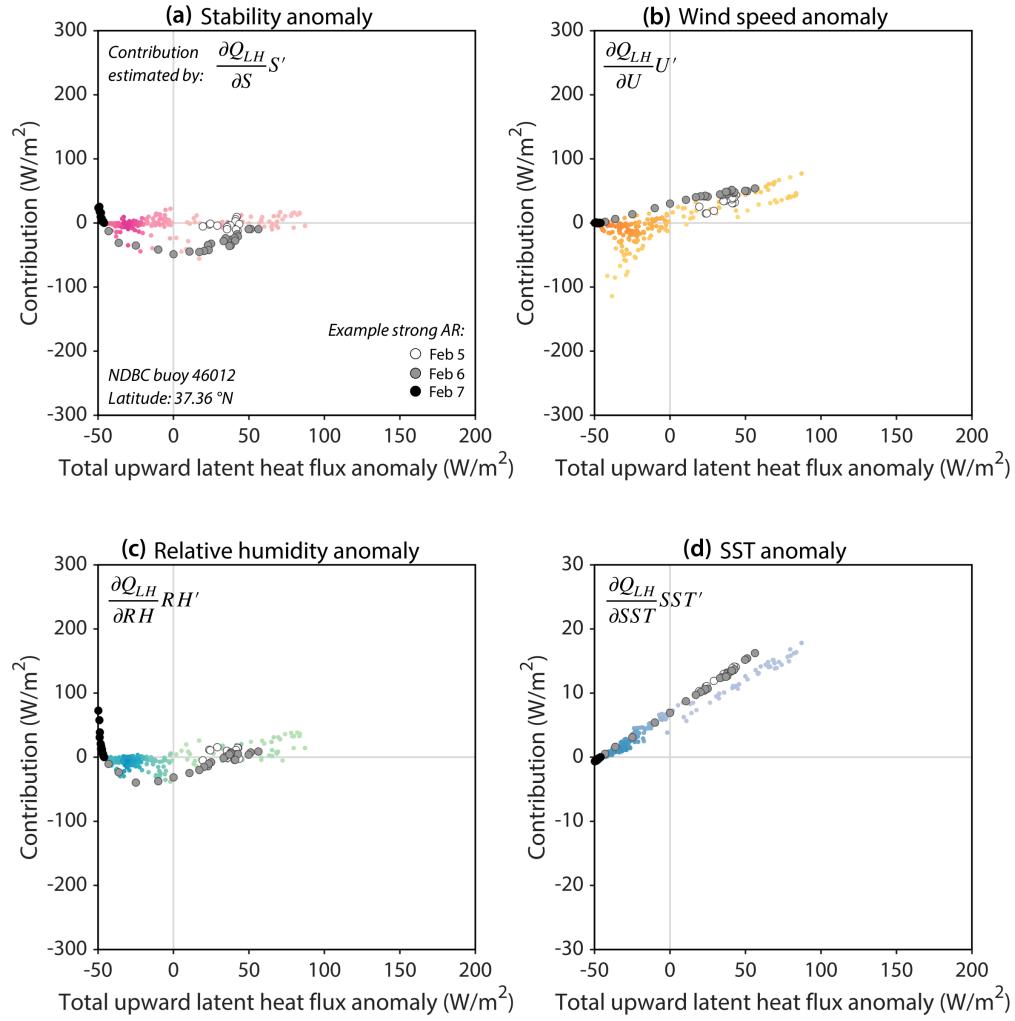 (a) Stability anomaly
Contribution
estimated by:
∂Q_LH/∂S S′
300
200
100
0
-100
-200
-300
Contribution (W/m²)
Example strong AR:
Feb 5
Feb 6
Feb 7
NDBC buoy 46012
Latitude: 37.36 °N
-50 0 50 100 150 200
Total upward latent heat flux anomaly (W/m²)
(b) Wind speed anomaly
∂Q_LH/∂U U′
300
200
100
0
-100
-200
-300
Contribution (W/m²)
-50 0 50 100 150 200
Total upward latent heat flux anomaly (W/m²)
(c) Relative humidity anomaly
∂Q_LH/∂RH RH′
300
200
100
0
-100
-200
-300
Contribution (W/m²)
-50 0 50 100 150 200
Total upward latent heat flux anomaly (W/m²)
(d) SST anomaly
∂Q_LH/∂SST SST′
30
20
10
0
-10
-20
-30
Contribution (W/m²)
-50 0 50 100 150 200
Total upward latent heat flux anomaly (W/m²)